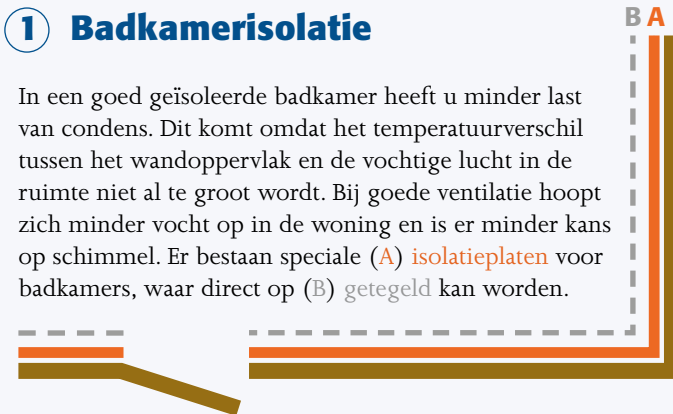 B A
1 Badkamerisolatie
In een goed geïsoleerde badkamer heeft u minder last
van condens. Dit komt omdat het temperatuurverschil
tussen het wandoppervlak en de vochtige lucht in de
ruimte niet al te groot wordt. Bij goede ventilatie hoopt
zich minder vocht op in de woning en is er minder kans
op schimmel. Er bestaan speciale (A) isolatieplaten voor
badkamers, waar direct op (B) getegeld kan worden.